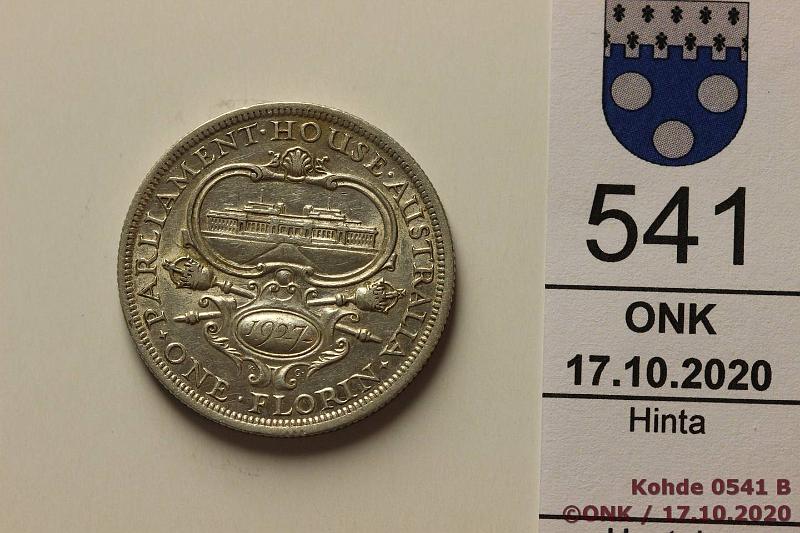 PARLIAMENT · HOUSE · AUSTRALIA
1927
ONE · FLORIN
541
ONK
17.10.2020
Hinta
Kohde 0541 B
©ONK / 17.10.2020